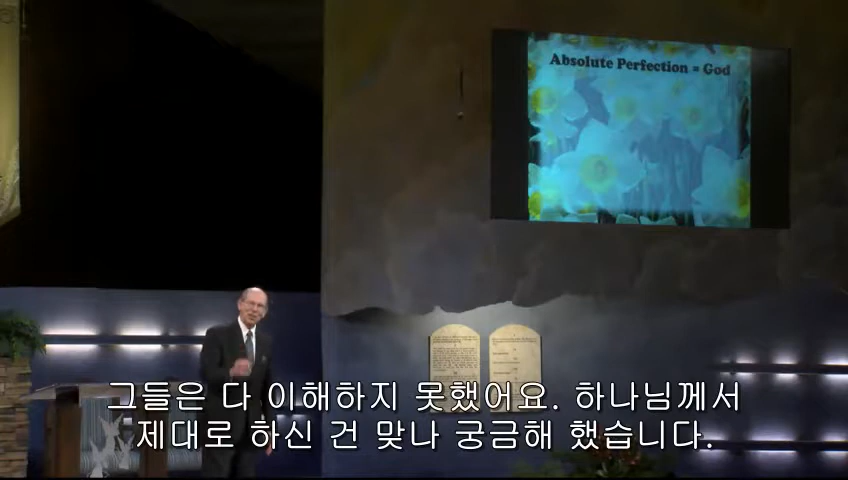 Absolute Perfection = God
그들은 다 이해하지 못했어요. 하나님께서
제대로 하신 건 맞나 궁금해 했습니다.